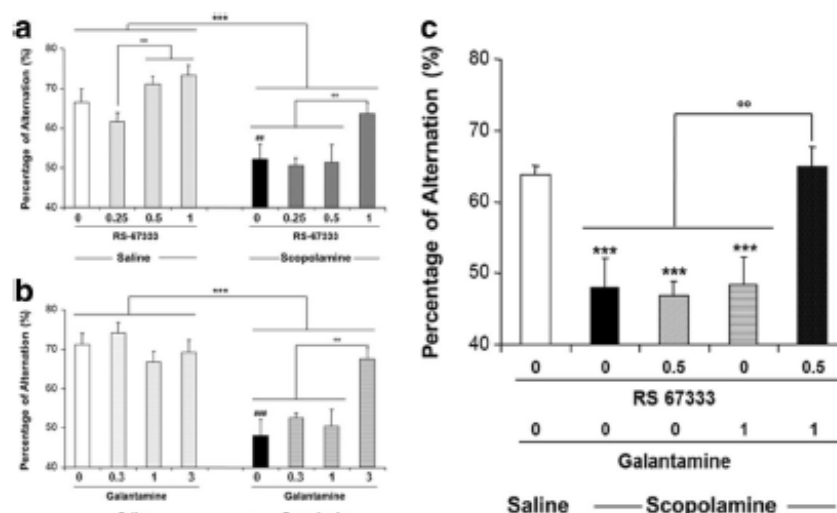 a
***
**
**
##
Percentage of Alternation (%)
80
70
60
50
40
0 0.25 0.5 1 0 0.25 0.5 1
RS-67333 RS-67333
Saline Scopolamine
b
***
**
###
Percentage of Alternation (%)
80
70
60
50
40
0 0.3 1 3 0 0.3 1 3
Galantamine Galantamine
c
Percentage of Alternation (%)
80
75
70
65
60
50
40
°°
*** *** ***
0 0 0.5 0 0.5
RS 67333
0 0 0 1 1
Galantamine
Saline Scopolamine